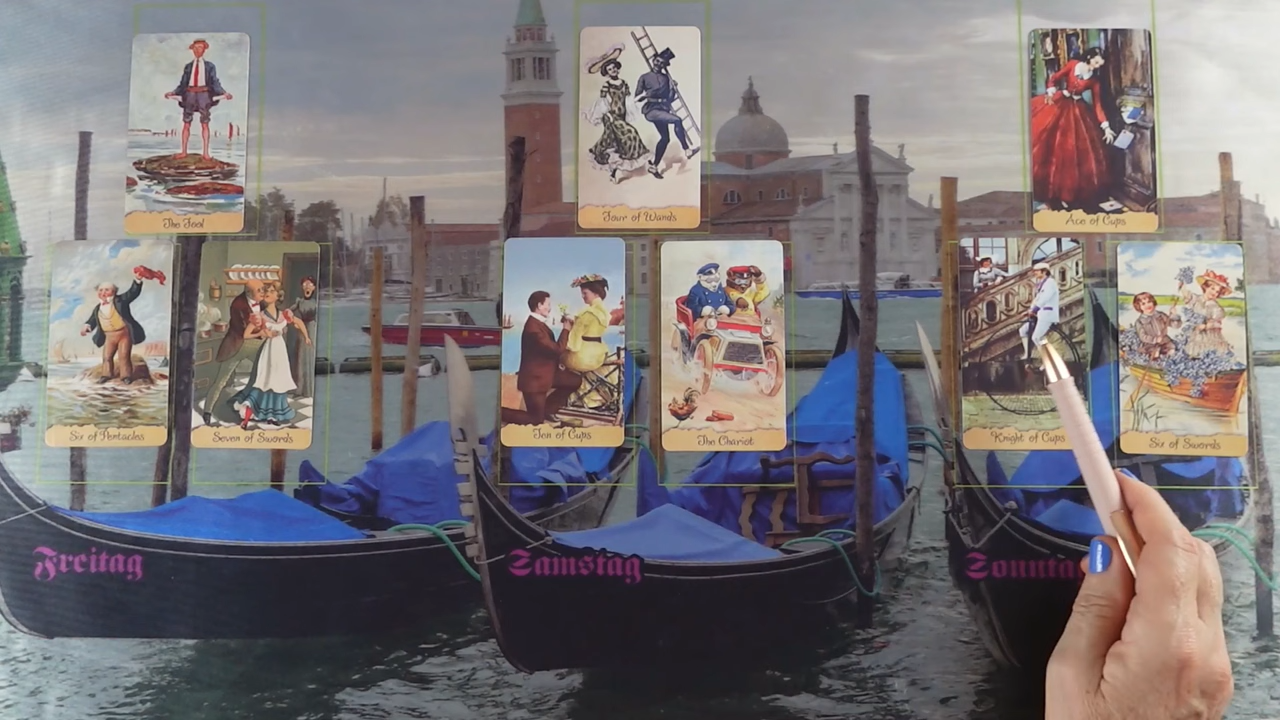 The Fool
Four of Wands
Ace of Cups
Six of Pentacles
Seven of Swords
Ten of Cups
The Chariot
Knight of Cups
Six of Swords
Freitag
Samstag
Sonntag